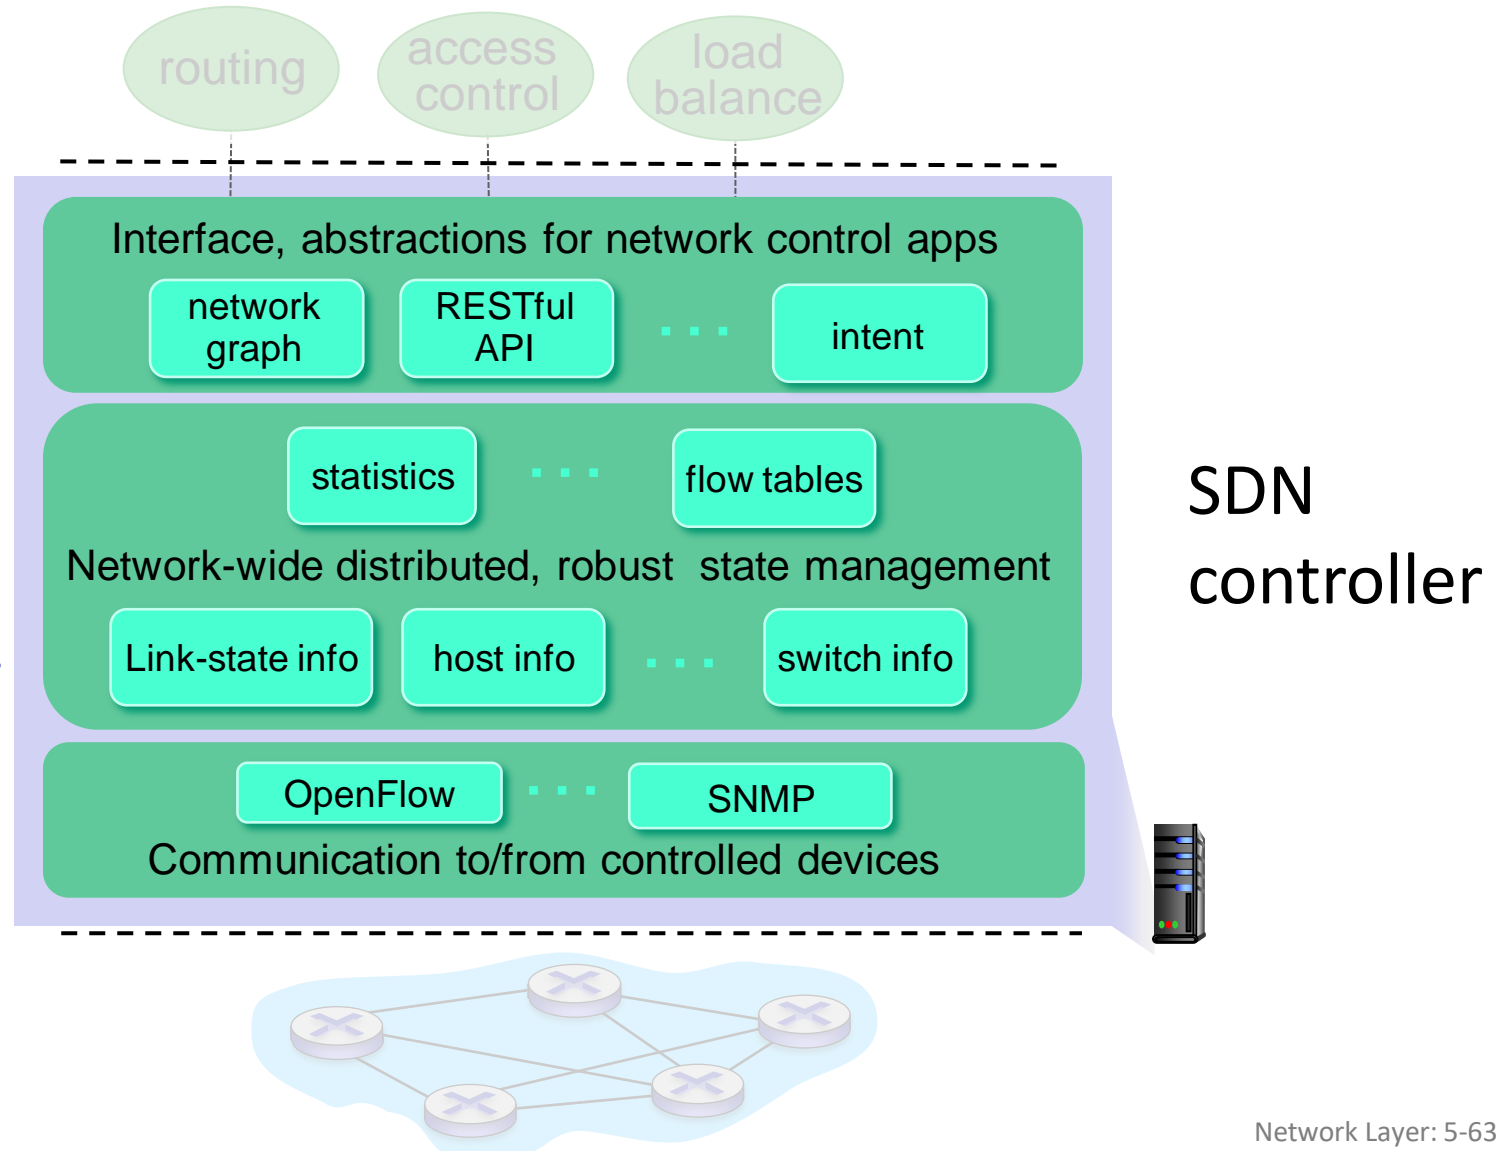 routing
access
control
load
balance
Interface, abstractions for network control apps
network
graph
RESTful
API
. . .
intent
statistics
. . .
flow tables
Network-wide distributed, robust state management
Link-state info
host info
. . .
switch info
OpenFlow
. . .
SNMP
Communication to/from controlled devices
SDN
controller
Network Layer: 5-63